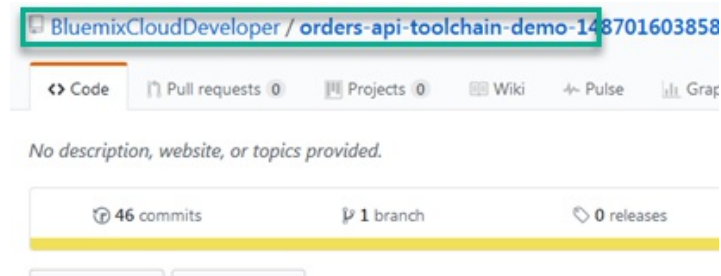 BluemixCloudDeveloper / orders-api-toolchain-demo-1487016038585
<> Code Pull requests 0 Projects 0 Wiki Pulse Grap
No description, website, or topics provided.
46 commits 1 branch 0 releases